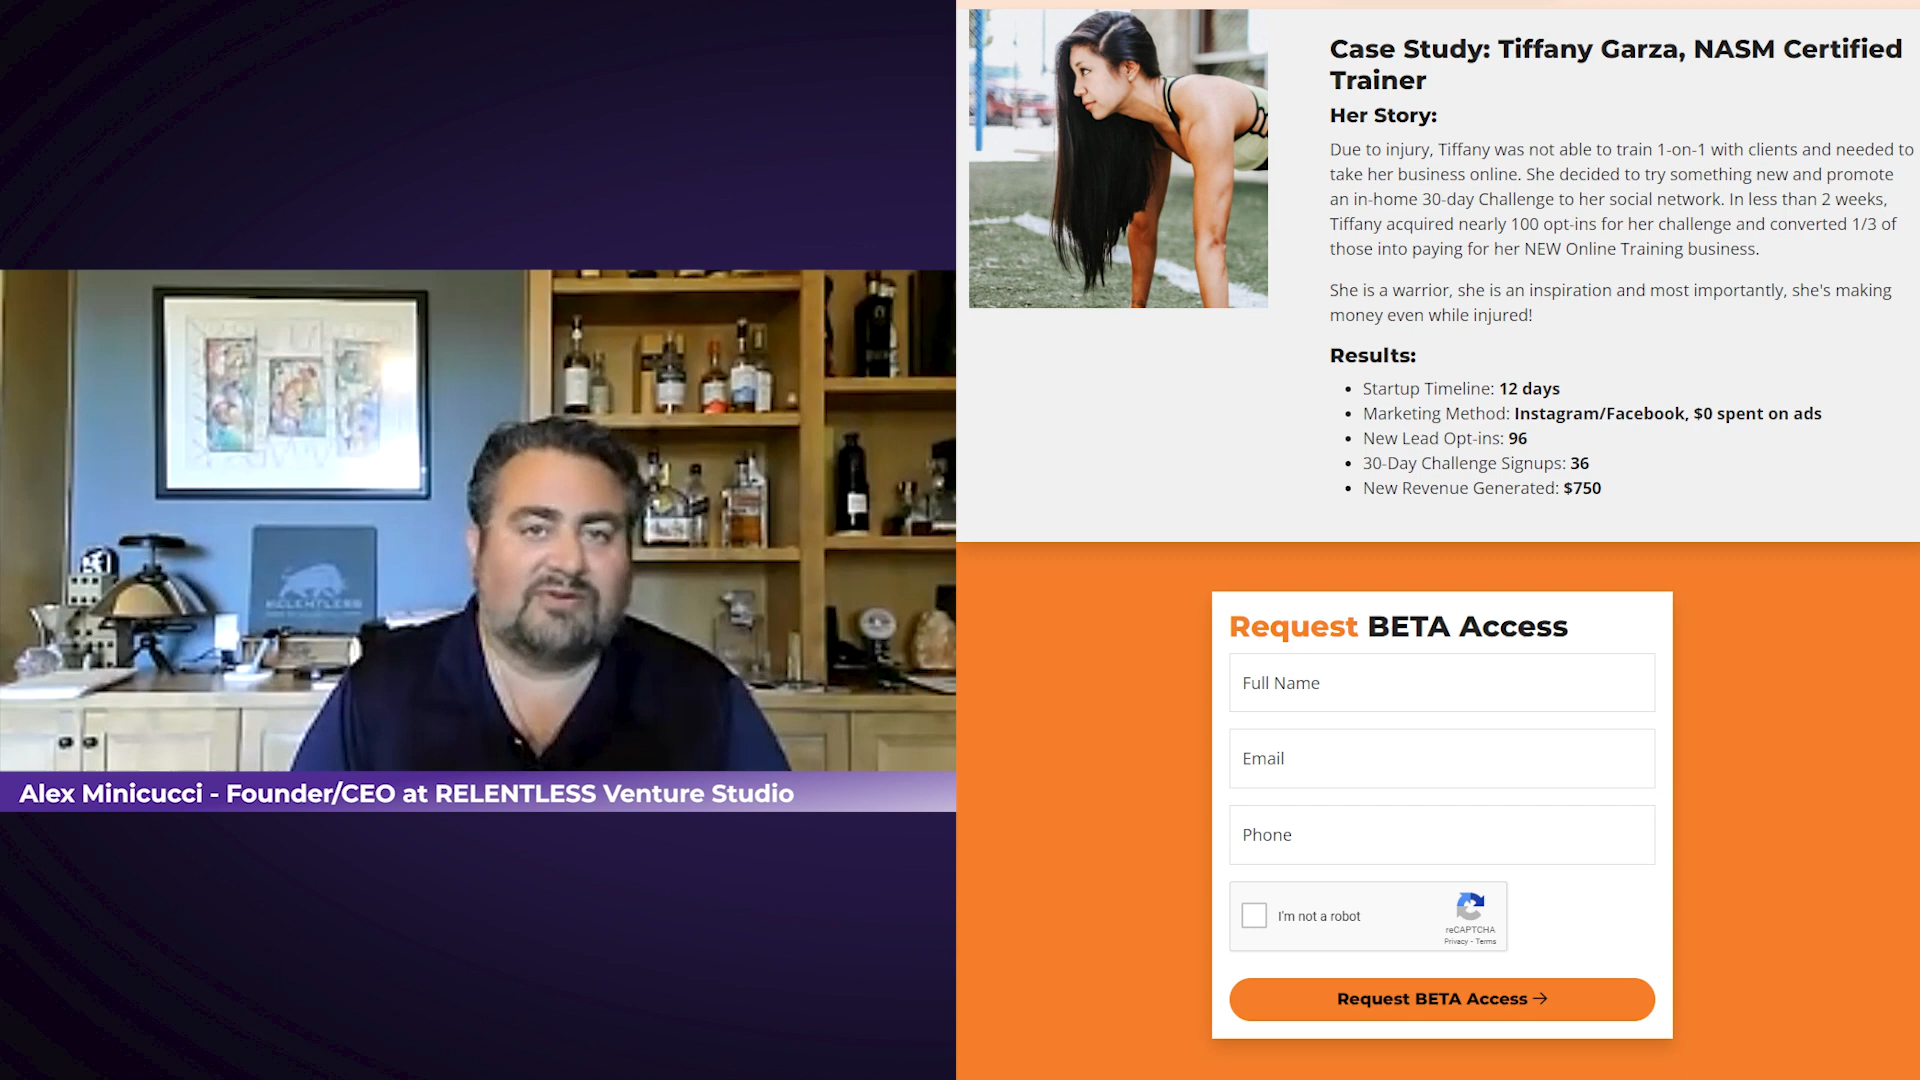 RELENTLESS
Alex Minicucci - Founder/CEO at RELENTLESS Venture Studio
Case Study: Tiffany Garza, NASM Certified
Trainer
Her Story:
Due to injury, Tiffany was not able to train 1-on-1 with clients and needed to
take her business online. She decided to try something new and promote
an in-home 30-day Challenge to her social network. In less than 2 weeks,
Tiffany acquired nearly 100 opt-ins for her challenge and converted 1/3 of
those into paying for her NEW Online Training business.
She is a warrior, she is an inspiration and most importantly, she's making
money even while injured!
Results:
• Startup Timeline: 12 days
• Marketing Method: Instagram/Facebook, $0 spent on ads
• New Lead Opt-ins: 96
• 30-Day Challenge Signups: 36
• New Revenue Generated: $750
Request BETA Access
Full Name
Email
Phone
I'm not a robot
reCAPTCHA
Privacy - Terms
Request BETA Access →